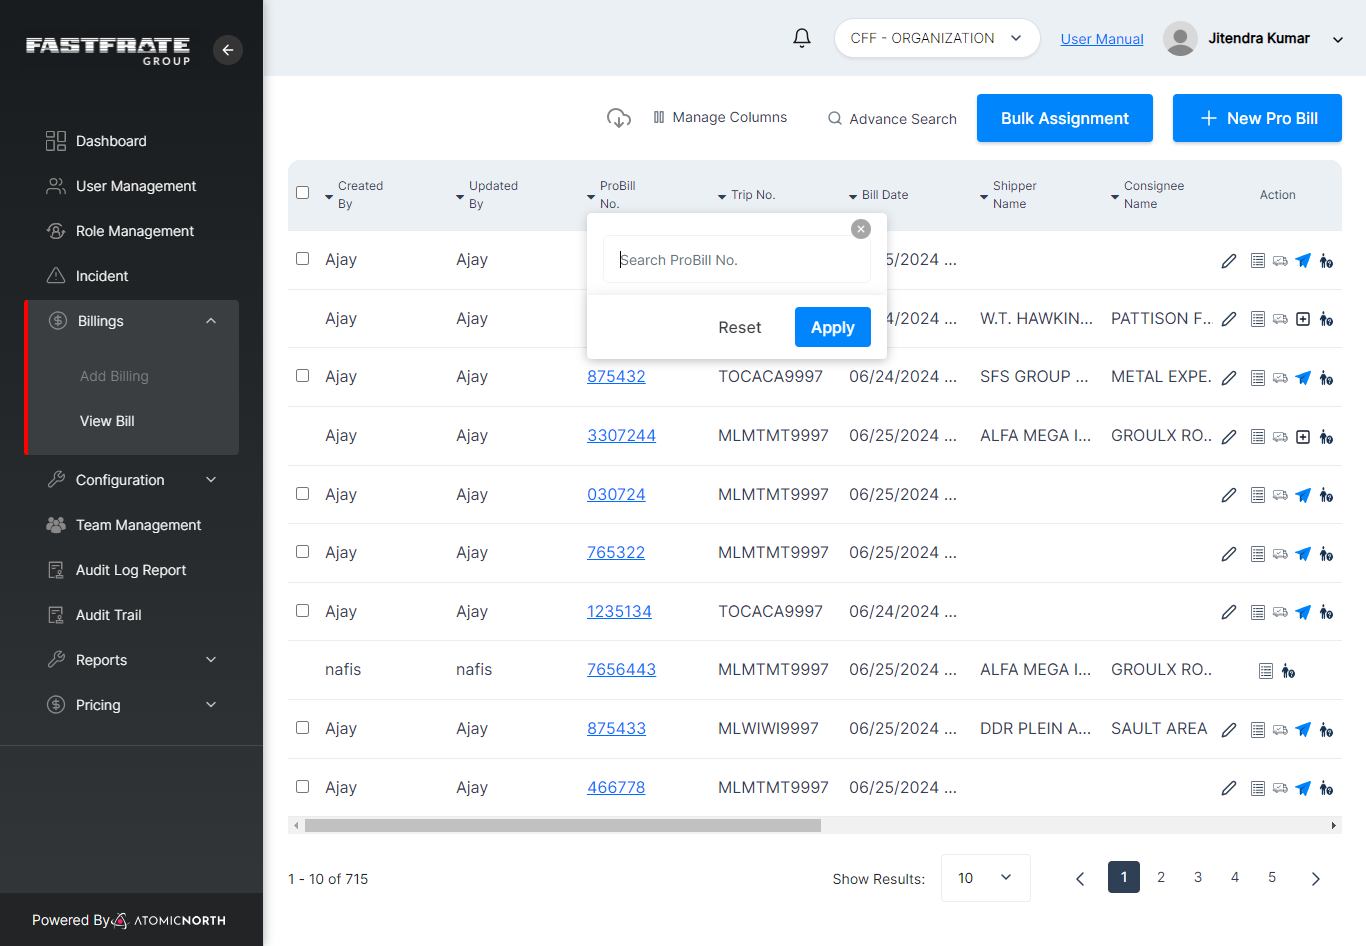 FASTFRATE
GROUP
CFF - ORGANIZATION
User Manual
Jitendra Kumar
Dashboard
User Management
Role Management
Incident
Billings
Add Billing
View Bill
Configuration
Team Management
Audit Log Report
Audit Trail
Reports
Pricing
Powered By ATOMICNORTH
Manage Columns
Advance Search
Bulk Assignment
New Pro Bill
Created By
Updated By
ProBill No.
Trip No.
Bill Date
Shipper Name
Consignee Name
Action
Search ProBill No.
Reset
Apply
Ajay Ajay 5/2024 ...
Ajay Ajay 4/2024 ... W.T. HAWKIN... PATTISON F...
Ajay Ajay 875432 TOCACA9997 06/24/2024 ... SFS GROUP ... METAL EXPE.
Ajay Ajay 3307244 MLMTMT9997 06/25/2024 ... ALFA MEGA I... GROULX RO...
Ajay Ajay 030724 MLMTMT9997 06/25/2024 ...
Ajay Ajay 765322 MLMTMT9997 06/25/2024 ...
Ajay Ajay 1235134 TOCACA9997 06/24/2024 ...
nafis nafis 7656443 MLMTMT9997 06/25/2024 ... ALFA MEGA I... GROULX RO...
Ajay Ajay 875433 MLWIWI9997 06/25/2024 ... DDR PLEIN A... SAULT AREA
Ajay Ajay 466778 MLMTMT9997 06/25/2024 ...
1 - 10 of 715
Show Results: 10
1 2 3 4 5